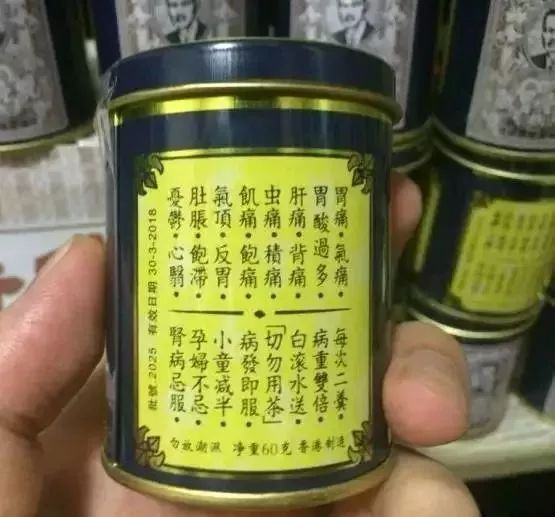 胃痛•氣痛•
胃酸過多•
肝痛•背痛•
虫痛•積痛•
飢痛•飽痛•
氣頂•反胃•
肚脹•飽滯•
憂鬱•心翳•
每次二羹
病重雙倍
白滾水送
「切勿用茶」
病發即服
小童减半
孕婦不忌
腎病忌服
勿放潮濕 淨重60克 香港制造
批號: 2025 有效日期 30-3-2018